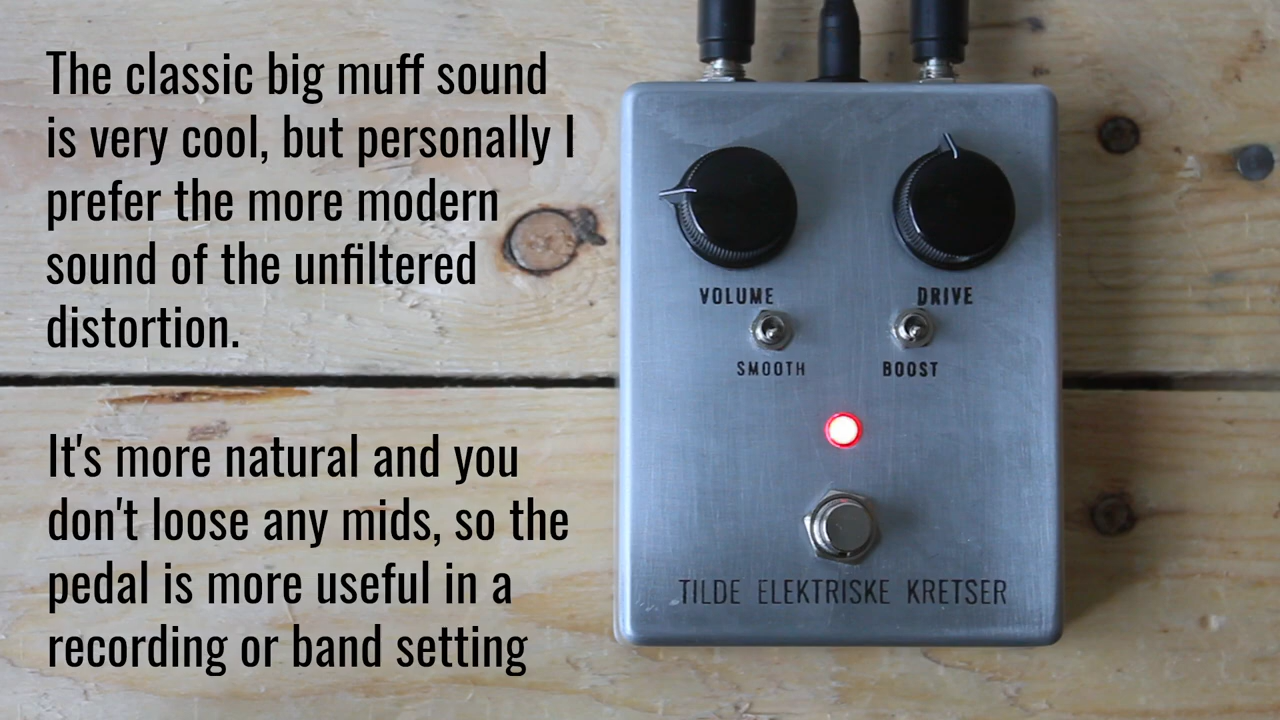 The classic big muff sound
is very cool, but personally I
prefer the more modern
sound of the unfiltered
distortion.
It's more natural and you
don't loose any mids, so the
pedal is more useful in a
recording or band setting
VOLUME DRIVE
SMOOTH BOOST
TILDE ELEKTRISKE KRETSER